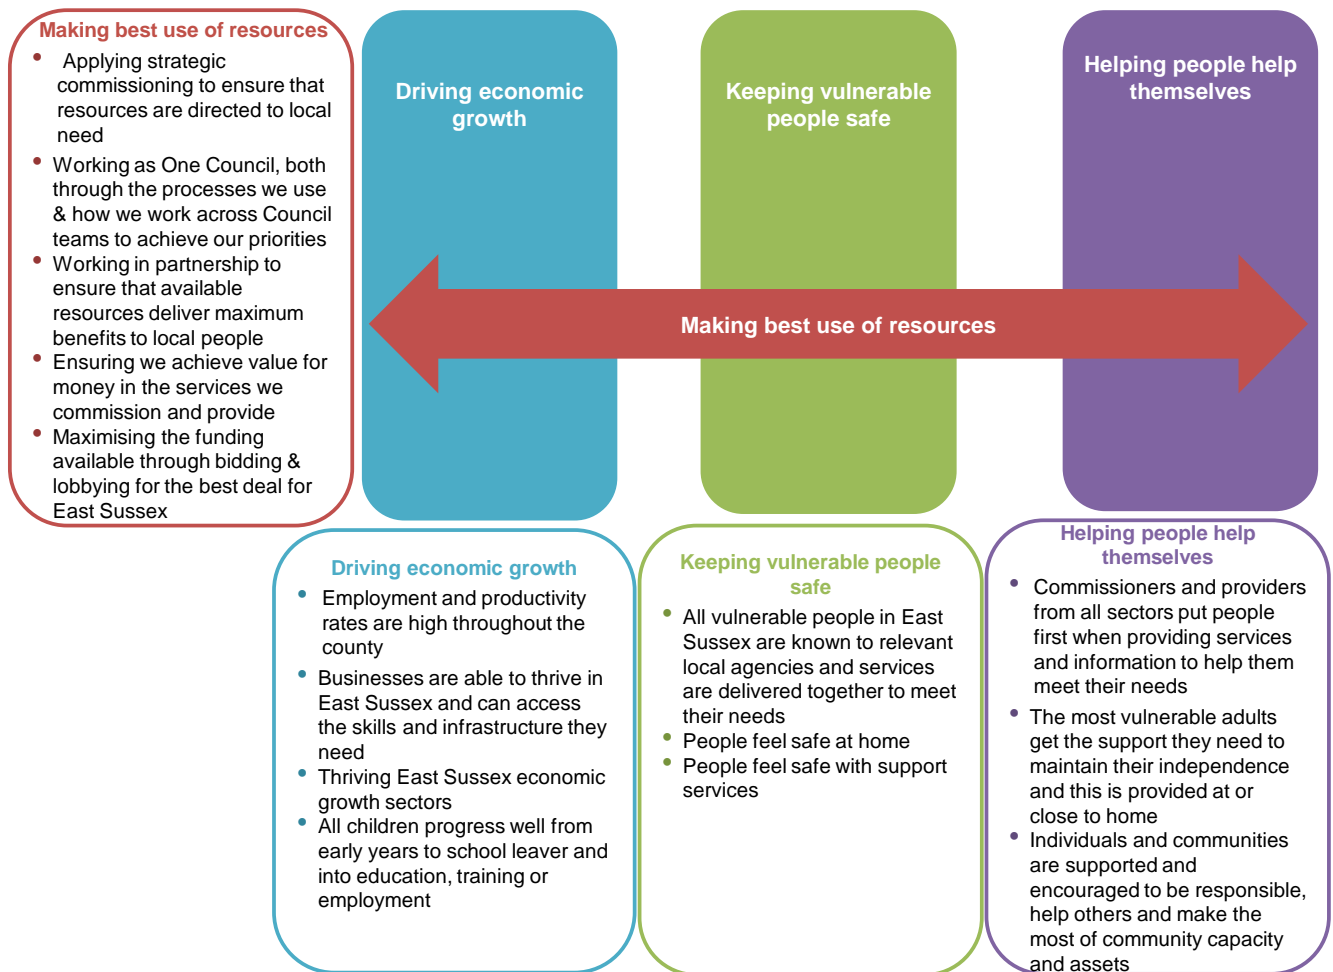 Making best use of resources
• Applying strategic
commissioning to ensure that
resources are directed to local
need
• Working as One Council, both
through the processes we use
& how we work across Council
teams to achieve our priorities
• Working in partnership to
ensure that available
resources deliver maximum
benefits to local people
• Ensuring we achieve value for
money in the services we
commission and provide
• Maximising the funding
available through bidding &
lobbying for the best deal for
East Sussex
Driving economic
growth
Keeping vulnerable
people safe
Helping people help
themselves
Making best use of resources
Driving economic growth
• Employment and productivity
rates are high throughout the
county
• Businesses are able to thrive in
East Sussex and can access
the skills and infrastructure they
need
• Thriving East Sussex economic
growth sectors
• All children progress well from
early years to school leaver and
into education, training or
employment
Keeping vulnerable people
safe
• All vulnerable people in East
Sussex are known to relevant
local agencies and services
are delivered together to meet
their needs
• People feel safe at home
• People feel safe with support
services
Helping people help
themselves
• Commissioners and providers
from all sectors put people
first when providing services
and information to help them
meet their needs
• The most vulnerable adults
get the support they need to
maintain their independence
and this is provided at or
close to home
• Individuals and communities
are supported and
encouraged to be responsible,
help others and make the
most of community capacity
and assets